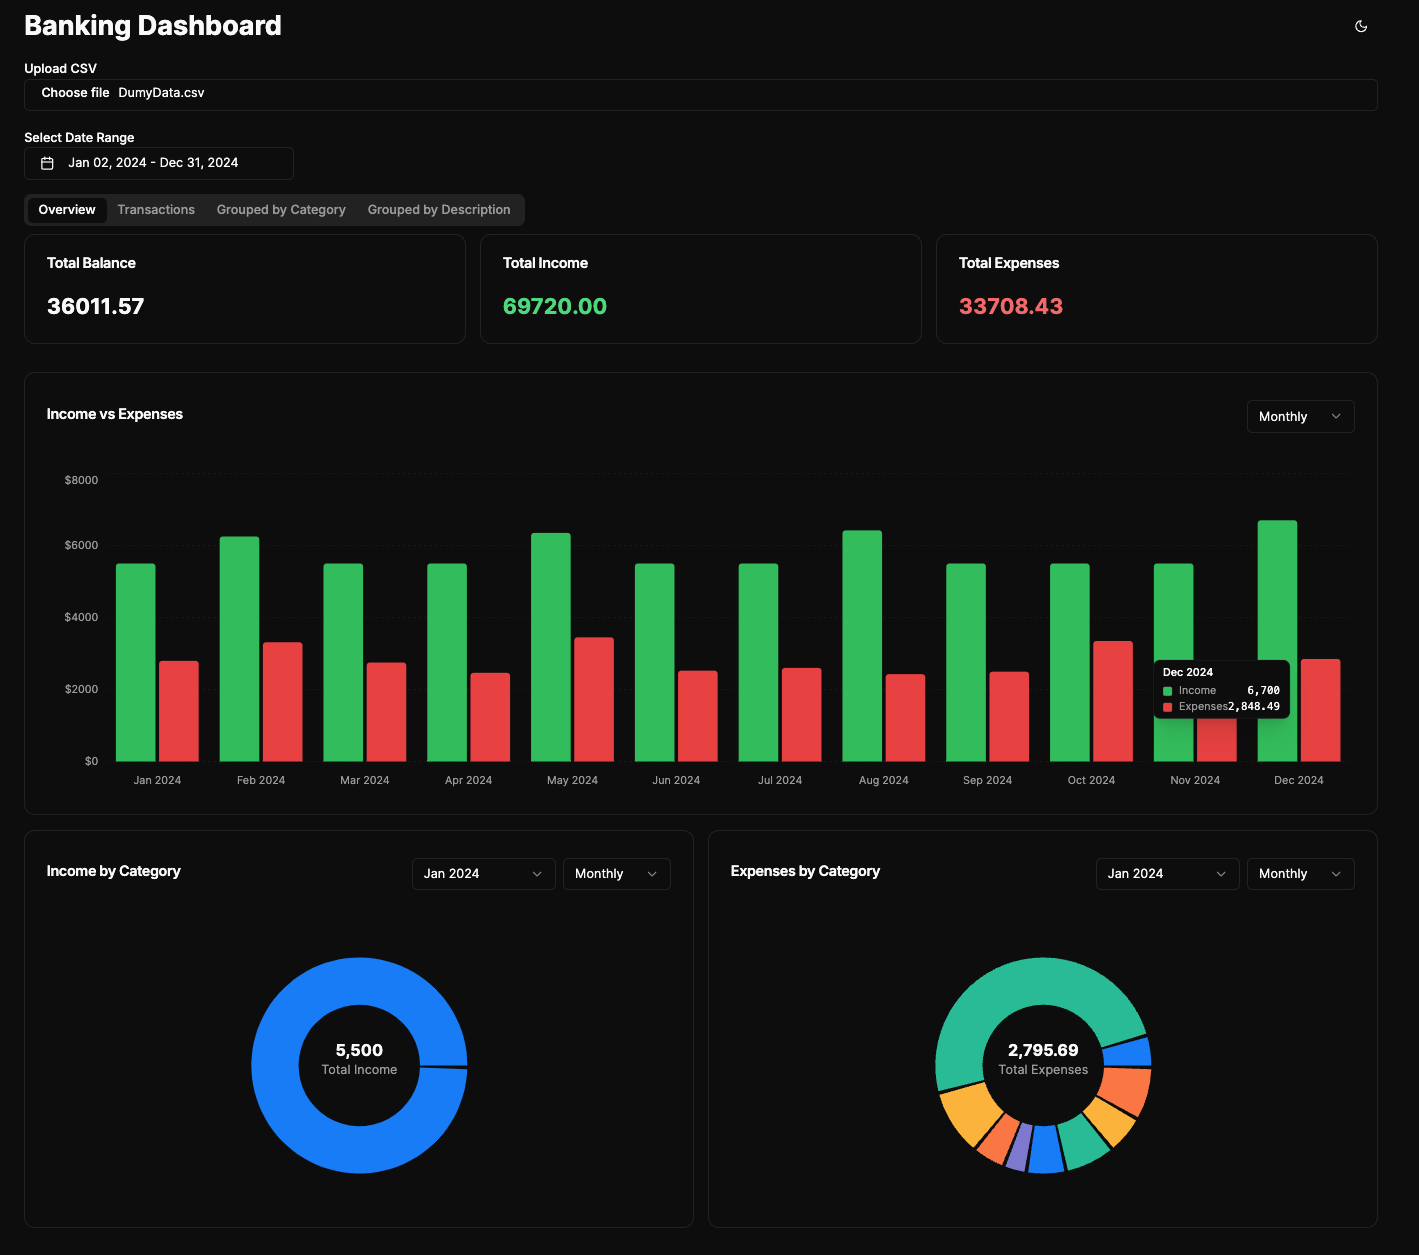 Banking Dashboard
Upload CSV
Choose file DumyData.csv
Select Date Range
Jan 02, 2024 - Dec 31, 2024
Overview Transactions Grouped by Category Grouped by Description
Total Balance
36011.57
Total Income
69720.00
Total Expenses
33708.43
Income vs Expenses
Monthly
$8000
$6000
$4000
$2000
$0
Dec 2024
Income 6,700
Expenses2,848.49
Jan 2024 Feb 2024 Mar 2024 Apr 2024 May 2024 Jun 2024 Jul 2024 Aug 2024 Sep 2024 Oct 2024 Nov 2024 Dec 2024
Income by Category
Jan 2024
Monthly
5,500
Total Income
Expenses by Category
Jan 2024
Monthly
2,795.69
Total Expenses